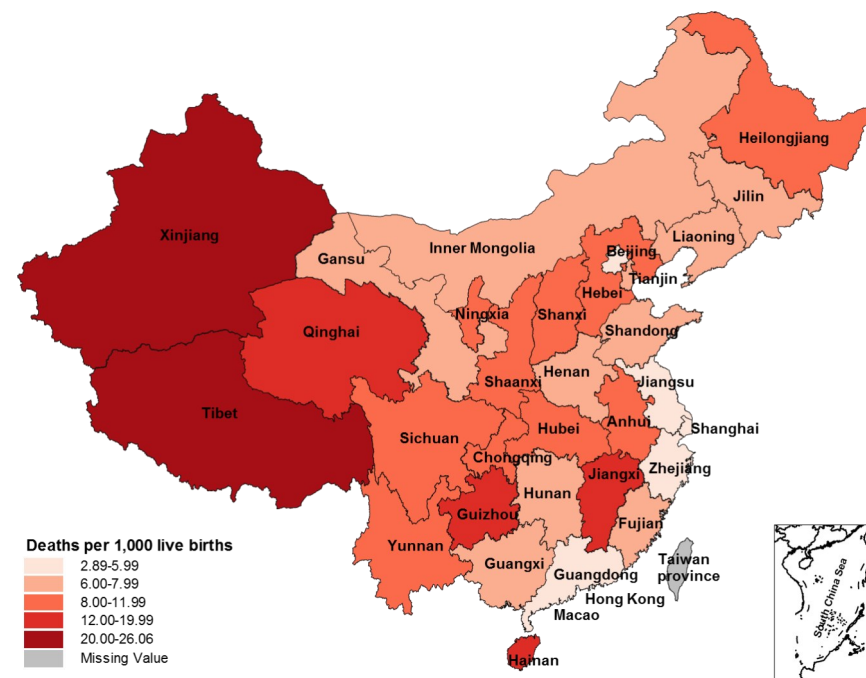 Heilongjiang
Jilin
Xinjiang
Inner Mongolia
Liaoning
Gansu
Beijing
Tianjin
Hebei
Ningxia
Shanxi
Qinghai
Shandong
Henan
Shaanxi
Jiangsu
Tibet
Anhui
Hubei
Shanghai
Sichuan
Chongqing
Zhejiang
Jiangxi
Hunan
Guizhou
Fujian
Yunnan
Taiwan
province
Guangxi
Guangdong
Hong Kong
Macao
Hainan
South China Sea
Deaths per 1,000 live births
2.89-5.99
6.00-7.99
8.00-11.99
12.00-19.99
20.00-26.06
Missing Value